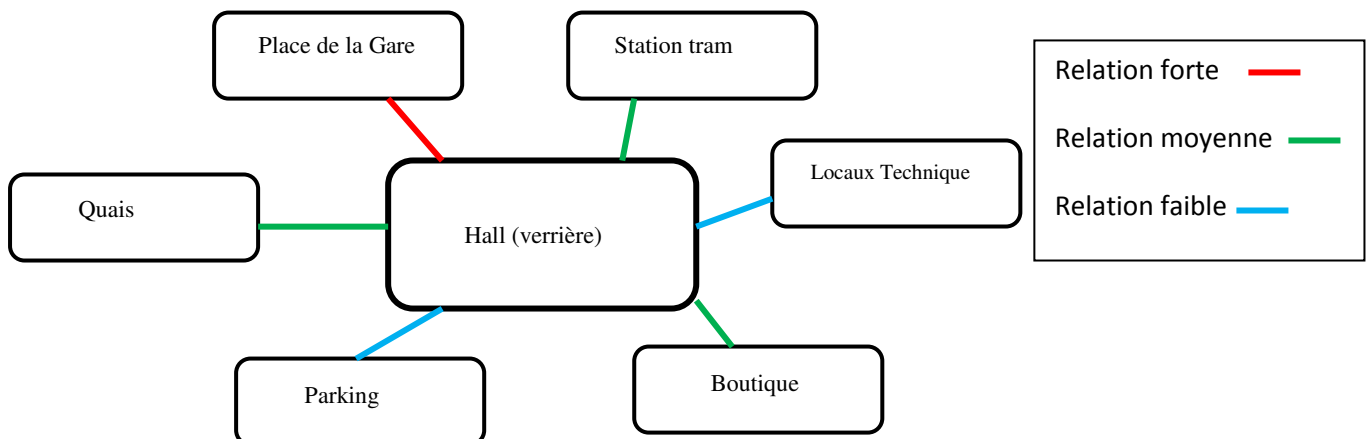 Place de la Gare
Station tram
Relation forte
Relation moyenne
Relation faible
Locaux Technique
Quais
Hall (verrière)
Parking
Boutique